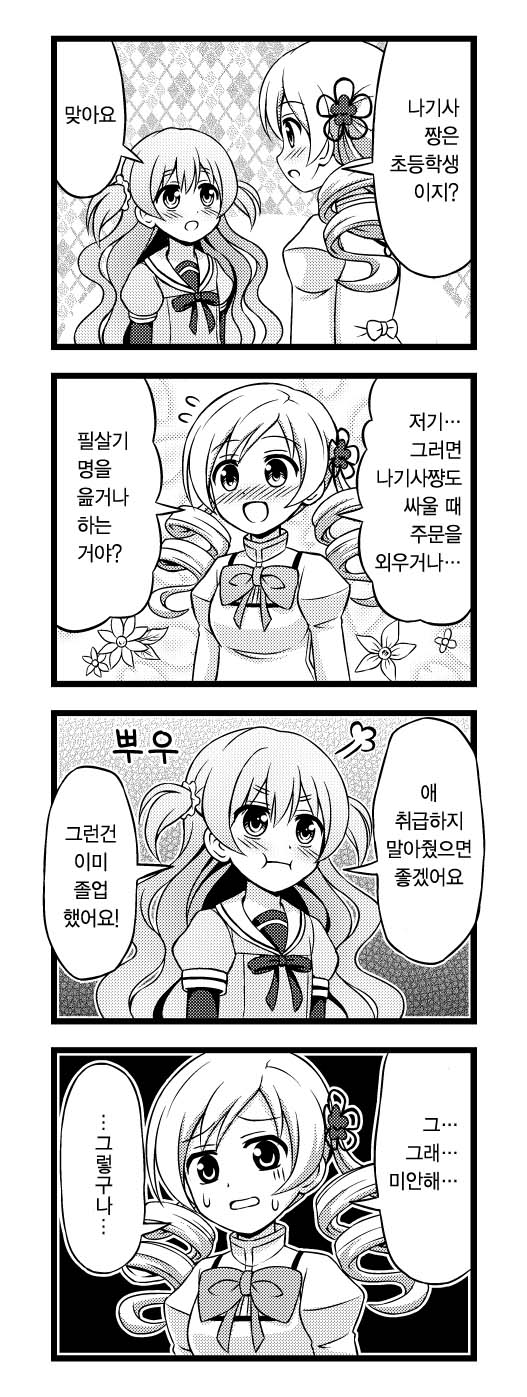 나기사
짱은
초등학생
이지?
맞아요
저기…
그러면
나기사쨩도
싸울 때
주문을
외우거나…
필살기
명을
읊거나
하는
거야?
뿌우
애
취급하지
말아줬으면
좋겠어요
그런건
이미
졸업
했어요!
그…
그래…
미안해…
…그렇구나…